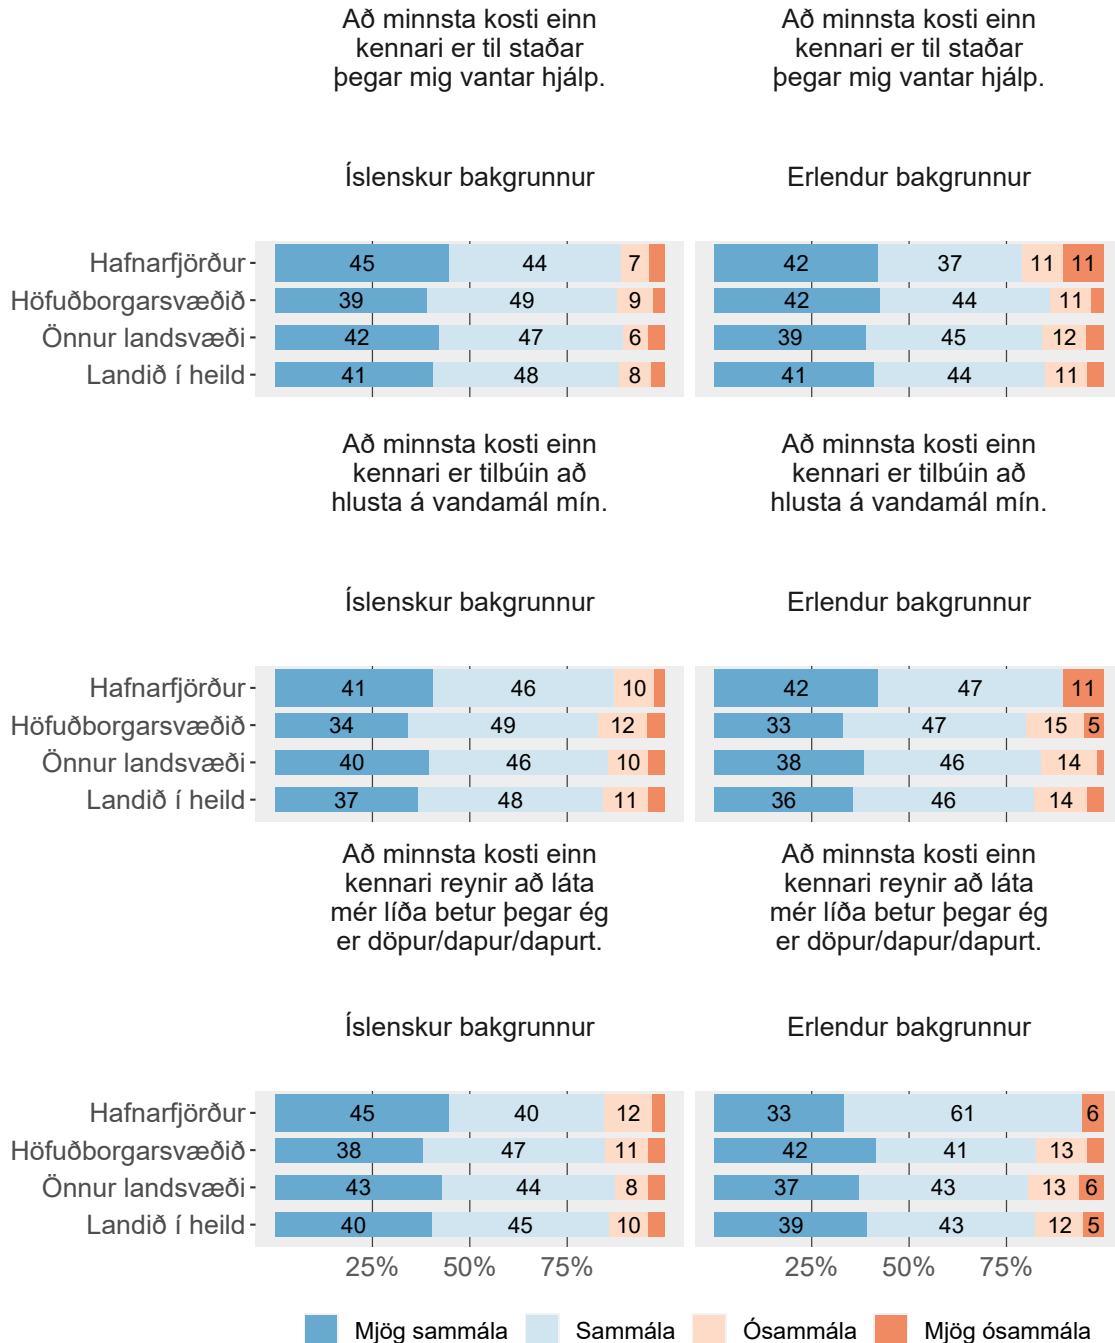 Að minnsta kosti einn
kennari er til staðar
þegar mig vantar hjálp.
Að minnsta kosti einn
kennari er til staðar
þegar mig vantar hjálp.
Íslenskur bakgrunnur
Erlendur bakgrunnur
Hafnarfjörður 45 44 7 42 37 11 11
Höfuðborgarsvæðið 39 49 9 42 44 11
Önnur landsvæði 42 47 6 39 45 12
Landið í heild 41 48 8 41 44 11
Að minnsta kosti einn
kennari er tilbúin að
hlusta á vandamál mín.
Að minnsta kosti einn
kennari er tilbúin að
hlusta á vandamál mín.
Íslenskur bakgrunnur
Erlendur bakgrunnur
Hafnarfjörður 41 46 10 42 47 11
Höfuðborgarsvæðið 34 49 12 33 47 15 5
Önnur landsvæði 40 46 10 38 46 14
Landið í heild 37 48 11 36 46 14
Að minnsta kosti einn
kennari reynir að láta
mér líða betur þegar ég
er döpur/dapur/dapurt.
Að minnsta kosti einn
kennari reynir að láta
mér líða betur þegar ég
er döpur/dapur/dapurt.
Íslenskur bakgrunnur
Erlendur bakgrunnur
Hafnarfjörður 45 40 12 33 61 6
Höfuðborgarsvæðið 38 47 11 42 41 13
Önnur landsvæði 43 44 8 37 43 13 6
Landið í heild 40 45 10 39 43 12 5
25% 50% 75% 25% 50% 75%
Mjög sammála Sammála Ósammála Mjög ósammála